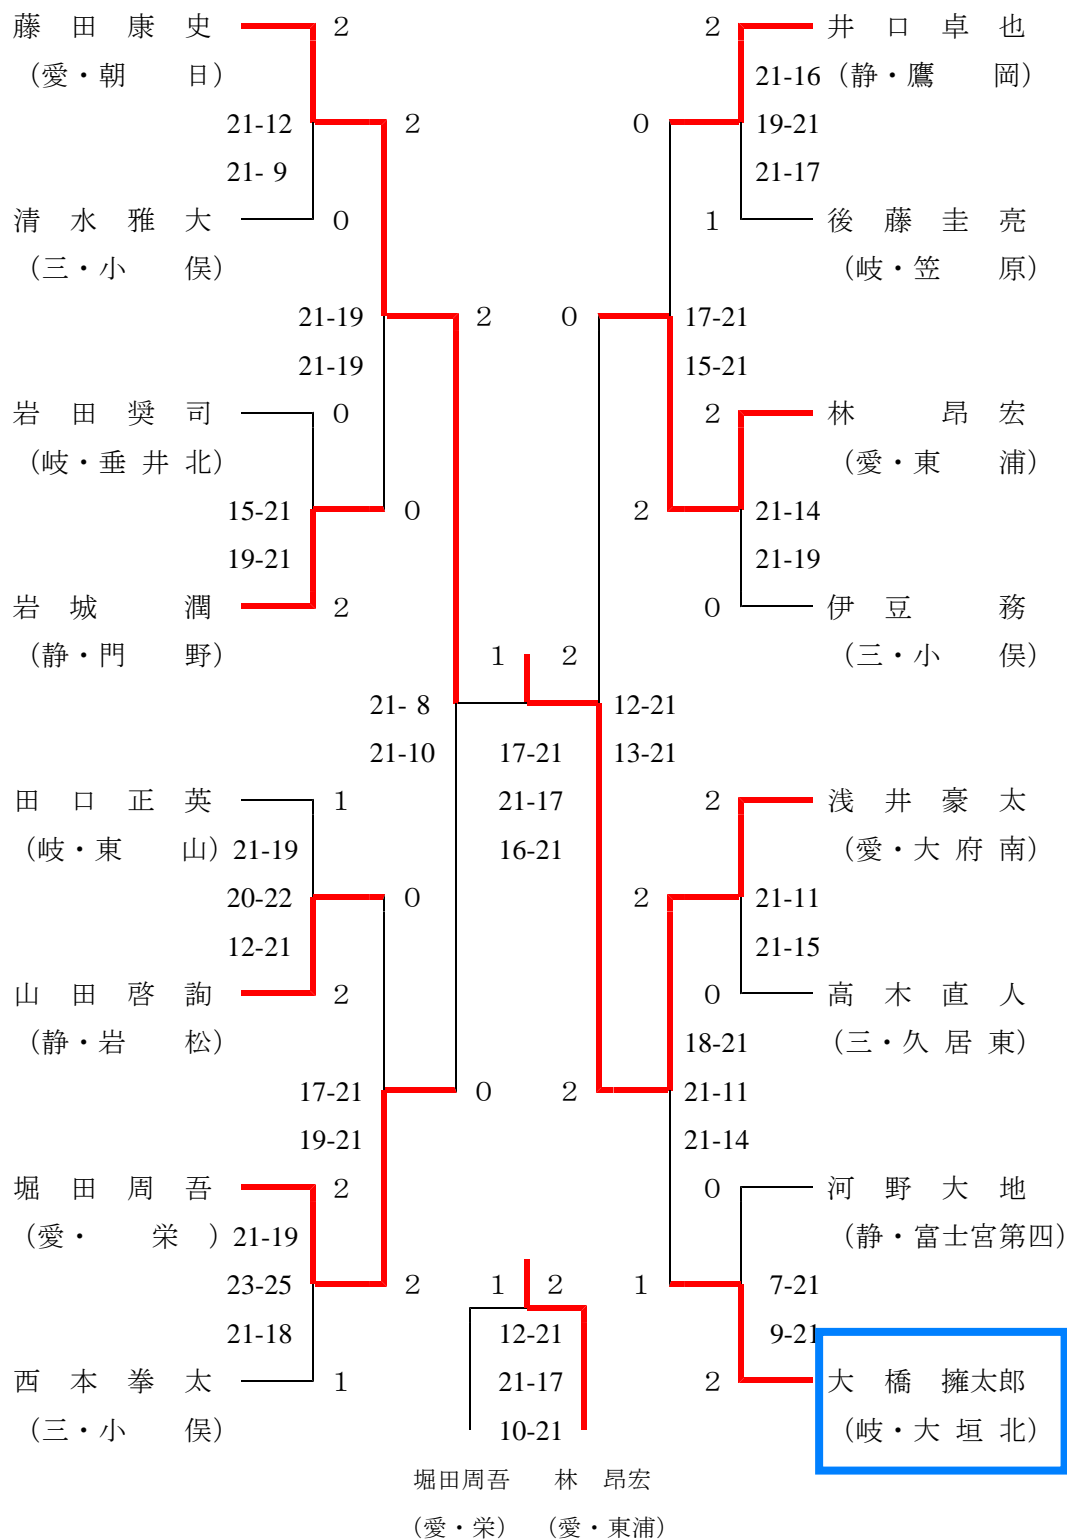 藤田康史 2 2 井口卓也
（愛・朝日） 21-16 （静・鷹岡）
21-12 2 0 19-21
21- 9 21-17
清水雅大 0 1 後藤圭亮
（三・小俣） （岐・笠原）
21-19 2 0 17-21
21-19 15-21
岩田奨司 0 2 林昂宏
（岐・垂井北） （愛・東浦）
15-21 0 2 21-14
19-21 21-19
岩城潤 2 0 伊豆務
（静・門野） 1 2 （三・小俣）
21- 8 12-21
21-10 17-21 13-21
田口正英 1 21-17 2 浅井豪太
（岐・東山） 21-19 16-21 （愛・大府南）
20-22 0 2 21-11
12-21 21-15
山田啓詢 2 0 高木直人
（静・岩松） 18-21 （三・久居東）
17-21 0 2 21-11
19-21 21-14
堀田周吾 2 0 河野大地
（愛・栄） 21-19 （静・富士宮第四）
23-25 2 1 2 1 7-21
21-18 12-21 9-21
西本拳太 1 21-17 2 大橋擁太郎
（三・小俣） 10-21 （岐・大垣北）
堀田周吾 林昂宏
（愛・栄） （愛・東浦）